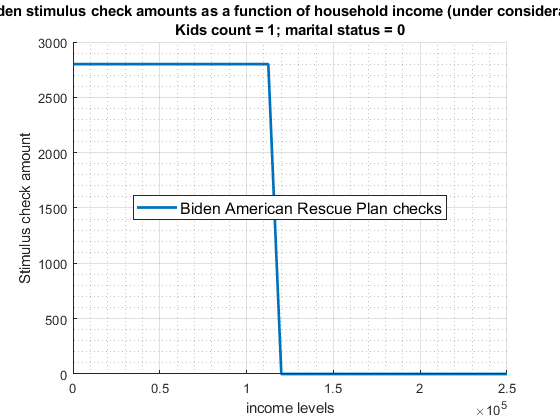 den stimulus check amounts as a function of household income (under considera
Kids count = 1; marital status = 0
3000
2500
2000
1500
1000
500
0
Stimulus check amount
Biden American Rescue Plan checks
0 0.5 1 1.5 2 2.5
×10^5
income levels